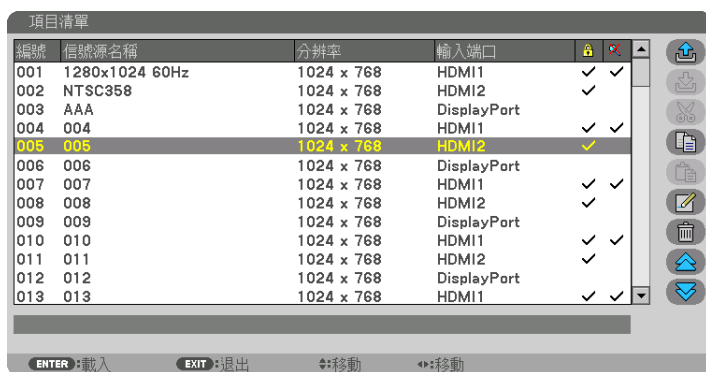 項目清單
編號 信號源名稱 分辨率 輸入端口
001 1280x1024 60Hz 1024 x 768 HDMI1 ✓ ✓
002 NTSC358 1024 x 768 HDMI2 ✓
003 AAA 1024 x 768 DisplayPort
004 004 1024 x 768 HDMI1 ✓ ✓
005 005 1024 x 768 HDMI2 ✓
006 006 1024 x 768 DisplayPort
007 007 1024 x 768 HDMI1 ✓ ✓
008 008 1024 x 768 HDMI2 ✓
009 009 1024 x 768 DisplayPort
010 010 1024 x 768 HDMI1 ✓ ✓
011 011 1024 x 768 HDMI2 ✓
012 012 1024 x 768 DisplayPort
013 013 1024 x 768 HDMI1 ✓ ✓
ENTER:載入 EXIT:退出 :移動 :移動